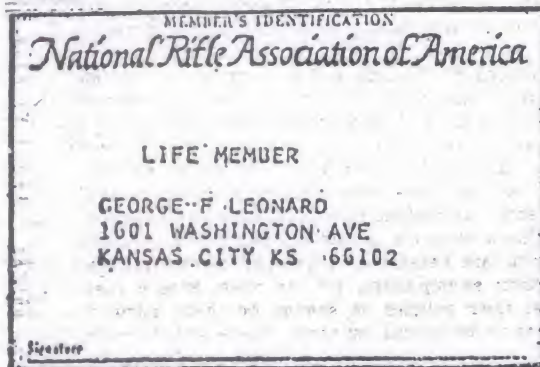 MEMBER'S IDENTIFICATION
National Rifle Association of America
LIFE MEMBER
GEORGE F LEONARD
1601 WASHINGTON AVE
KANSAS CITY KS 66102
Signature